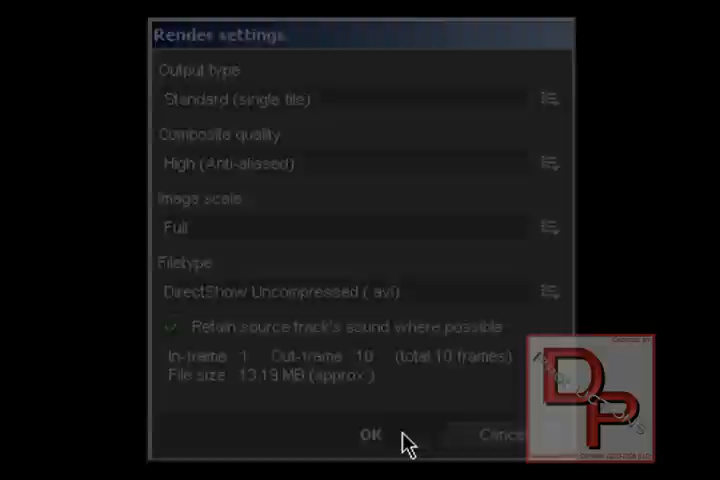 Render settings
Output type
Standard (single file)
Composite quality
High (Anti-aliased)
Image scale
Full
Filetype
DirectShow Uncompressed (.avi)
Retain source track's sound where possible
In-frame 1 Out-frame 10 (total 10 frames)
File size 13.19 MB (approx.)
OK Cancel
DP
PRODUCTIONS